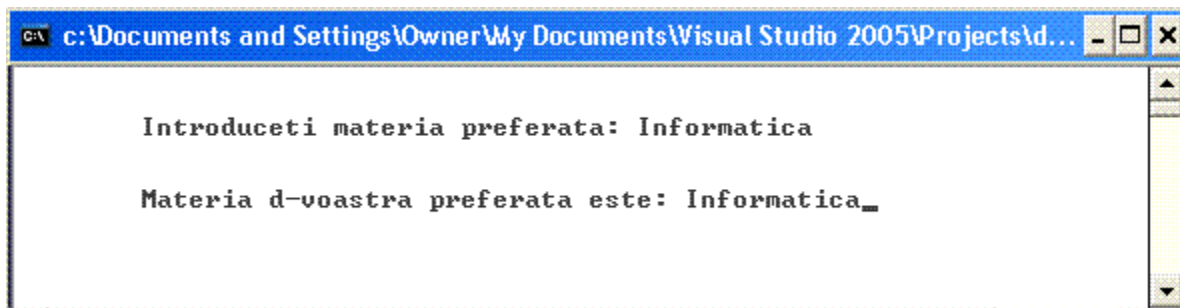 c:\Documents and Settings\Owner\My Documents\Visual Studio 2005\Projects\d...
Introduceti materia preferata: Informatica
Materia d-voastra preferata este: Informatica_